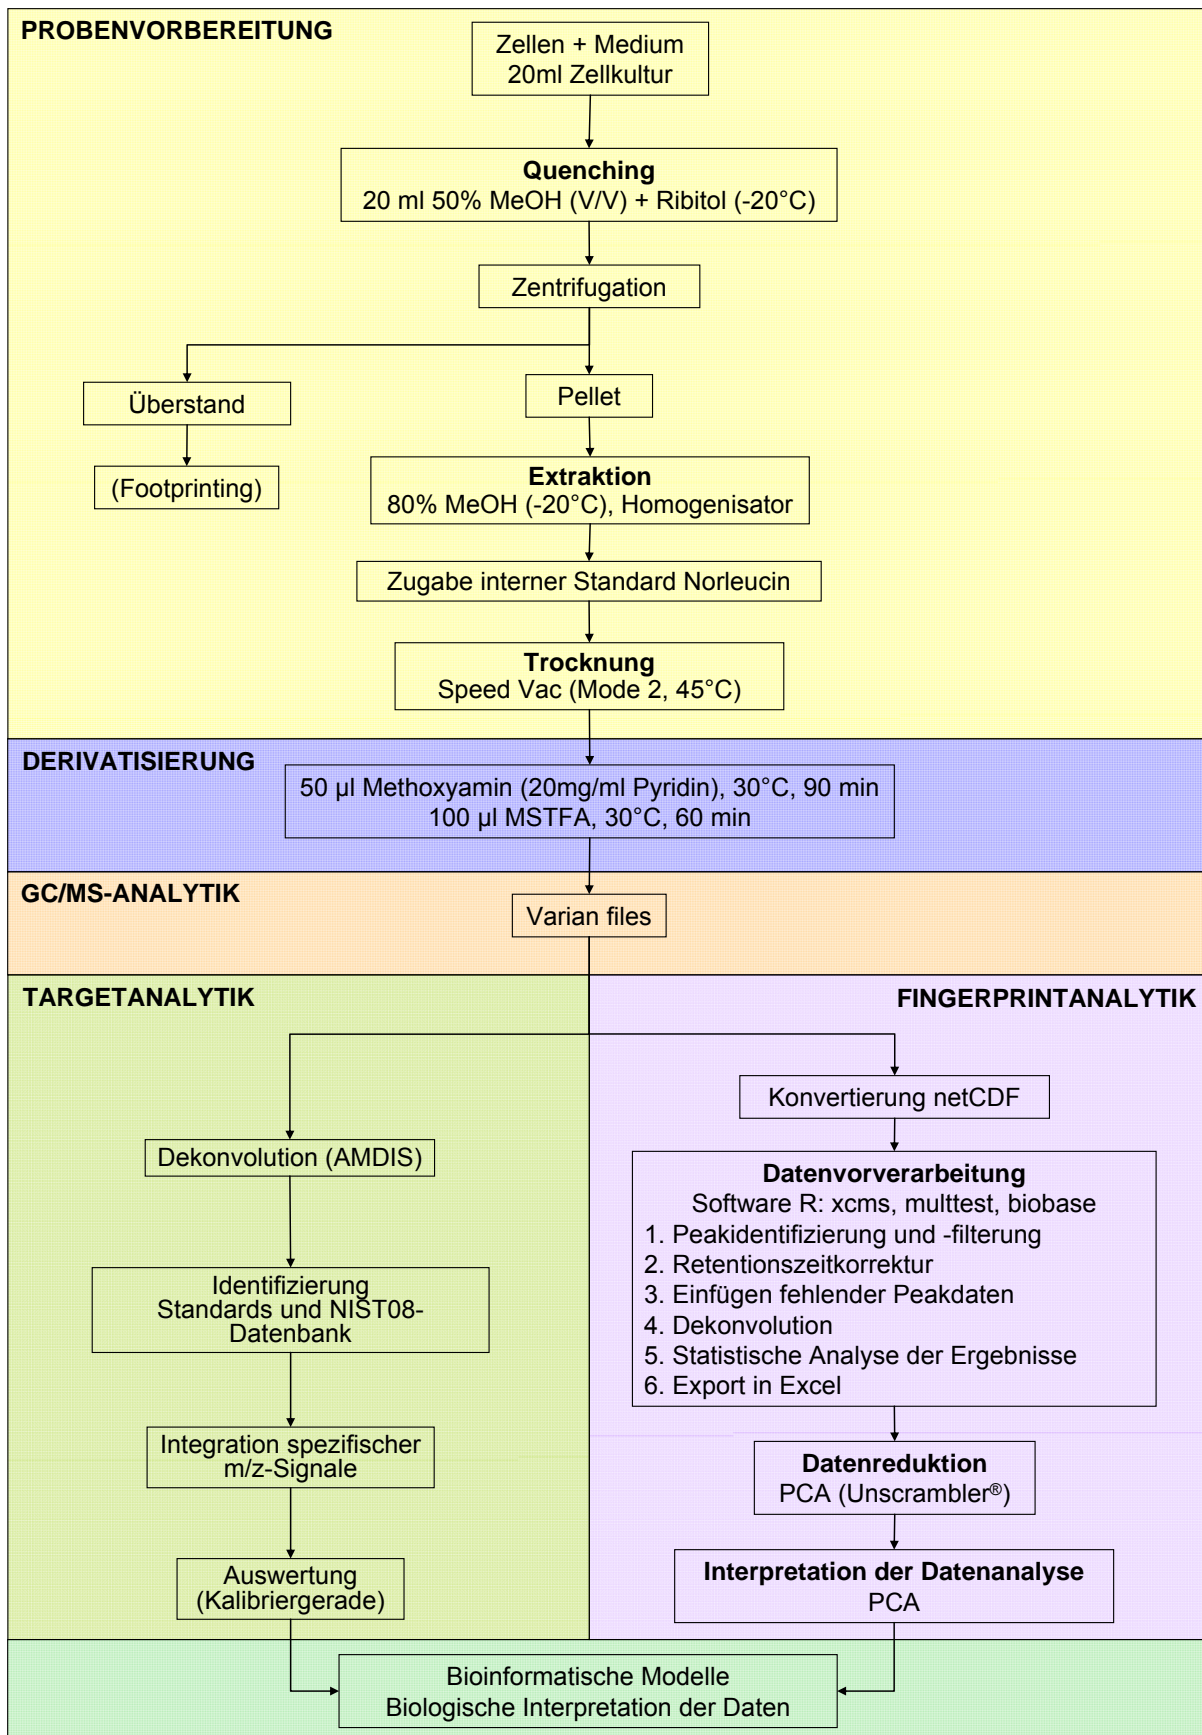 PROBENVORBEREITUNG
Zellen + Medium
20ml Zellkultur
Quenching
20 ml 50% MeOH (V/V) + Ribitol (-20°C)
Zentrifugation
Überstand
Pellet
(Footprinting)
Extraktion
80% MeOH (-20°C), Homogenisator
Zugabe interner Standard Norleucin
Trocknung
Speed Vac (Mode 2, 45°C)
DERIVATISIERUNG
50 µl Methoxyamin (20mg/ml Pyridin), 30°C, 90 min
100 µl MSTFA, 30°C, 60 min
GC/MS-ANALYTIK
Varian files
TARGETANALYTIK
Dekonvolution (AMDIS)
Identifizierung
Standards und NIST08-
Datenbank
Integration spezifischer
m/z-Signale
Auswertung
(Kalibriergerade)
FINGERPRINTANALYTIK
Konvertierung netCDF
Datenvorverarbeitung
Software R: xcms, multtest, biobase
1. Peakidentifizierung und -filterung
2. Retentionszeitkorrektur
3. Einfügen fehlender Peakdaten
4. Dekonvolution
5. Statistische Analyse der Ergebnisse
6. Export in Excel
Datenreduktion
PCA (Unscrambler®)
Interpretation der Datenanalyse
PCA
Bioinformatische Modelle
Biologische Interpretation der Daten